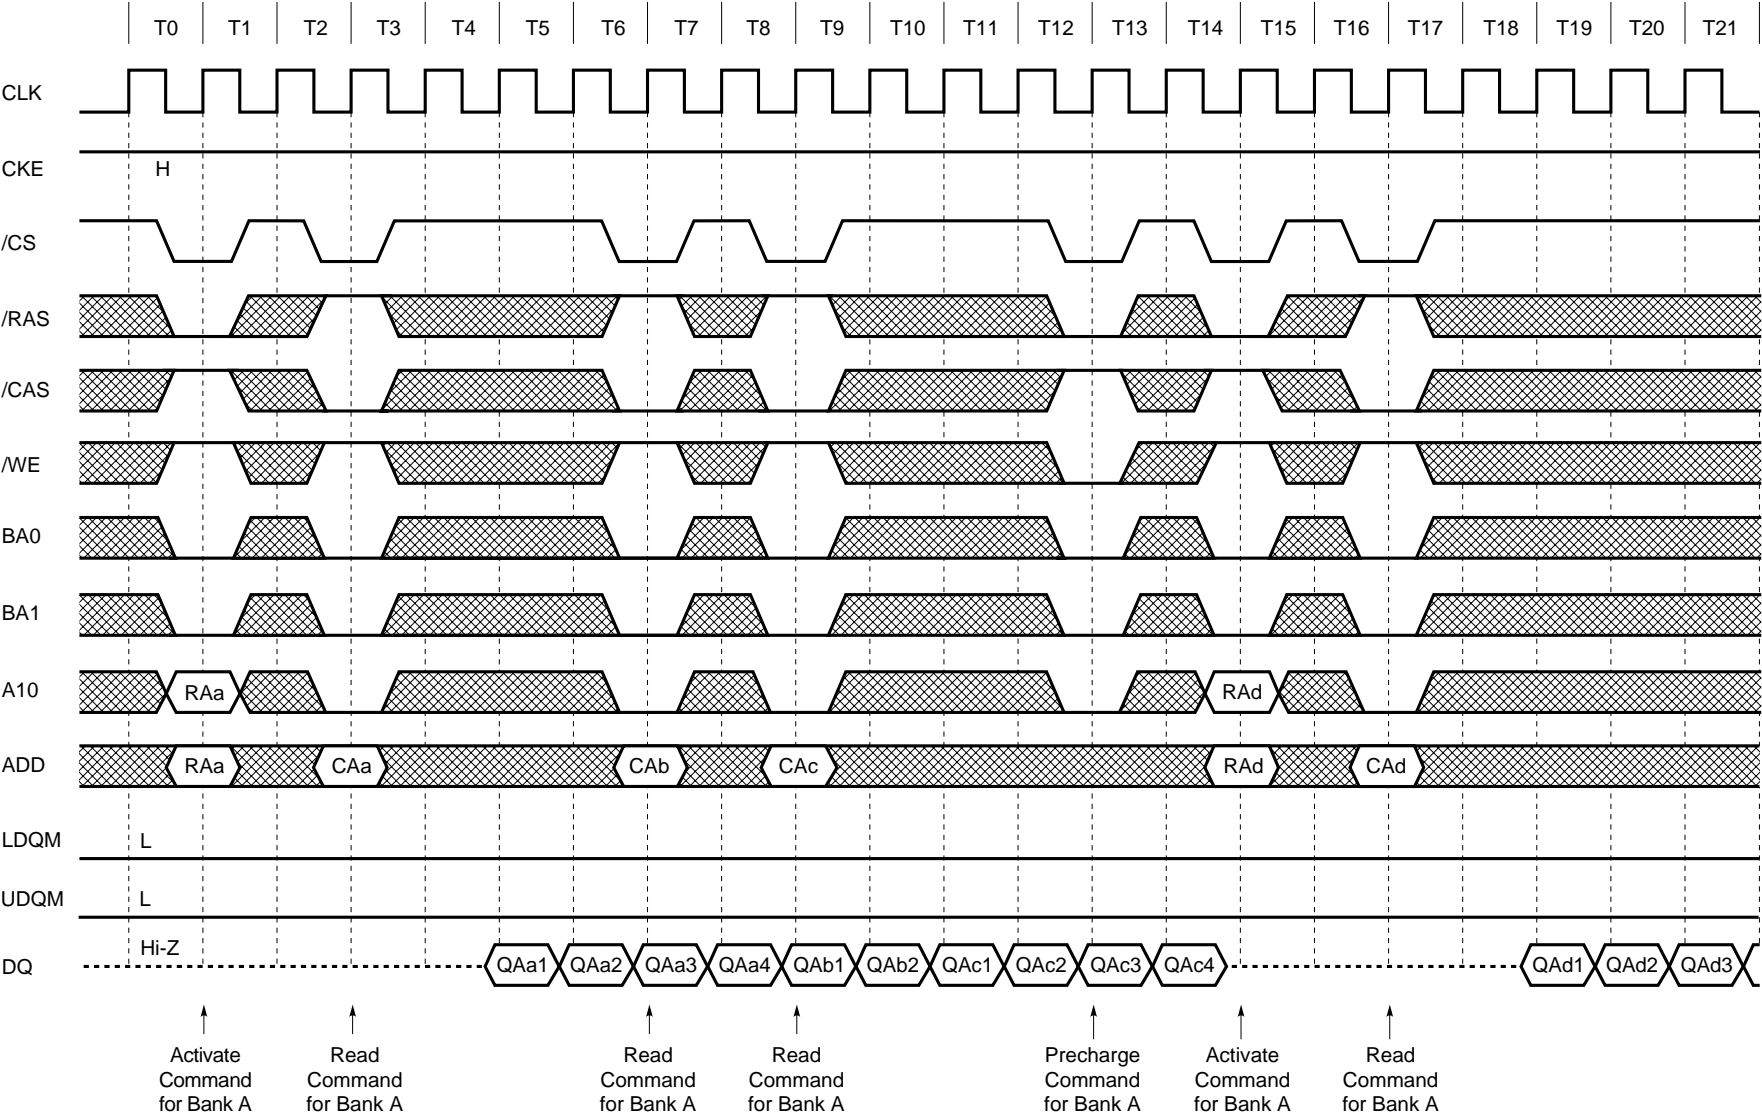 T0 T1 T2 T3 T4 T5 T6 T7 T8 T9 T10 T11 T12 T13 T14 T15 T16 T17 T18 T19 T20 T21
CLK
CKE H
/CS
/RAS
/CAS
/WE
BA0
BA1
A10 RAa RAd
ADD RAa CAa CAb CAc RAd CAd
LDQM L
UDQM L
Hi-Z
DQ QAa1 QAa2 QAa3 QAa4 QAb1 QAb2 QAc1 QAc2 QAc3 QAc4 QAd1 QAd2 QAd3
Activate Read Read Read Precharge Activate Read
Command Command Command Command Command Command Command
for Bank A for Bank A for Bank A for Bank A for Bank A for Bank A for Bank A